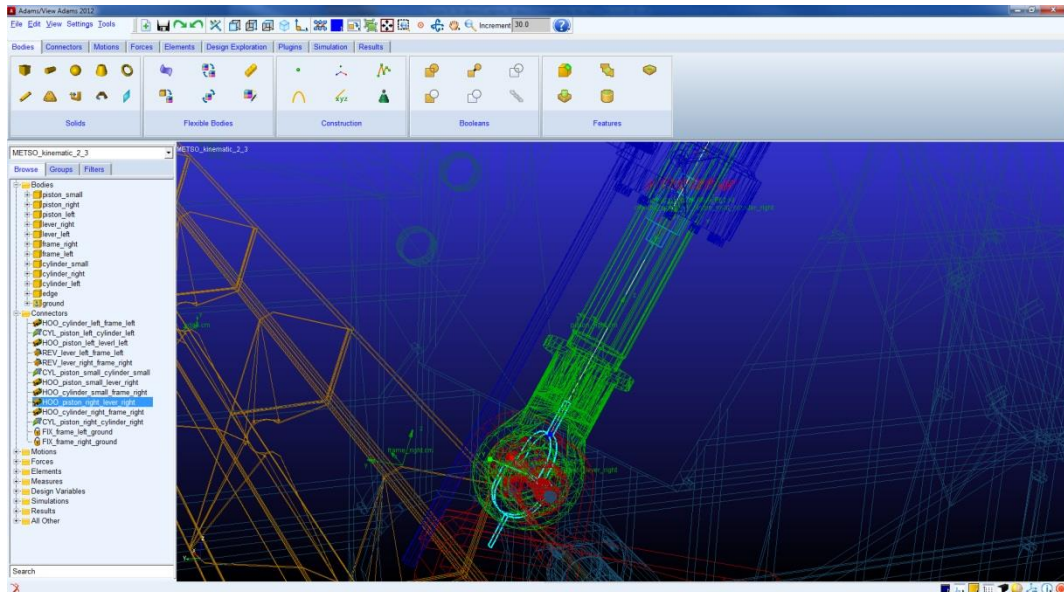 Adams/View Adams 2012
File Edit View Settings Tools
Increment 30.0
Bodies Connectors Motions Forces Elements Design Exploration Plugins Simulation Results
Solids Flexible Bodies Construction Booleans Features
METSO_kinematic_2_3
METSO_kinematic_2_3
Browse Groups Filters
Bodies
piston_small
piston_right
piston_left
lever_right
lever_left
frame_right
frame_left
cylinder_small
cylinder_right
cylinder_left
edge
ground
Connectors
HOO_cylinder_left_frame_left
CYL_piston_left_cylinder_left
HOO_piston_left_leverl_left
REV_lever_left_frame_left
REV_lever_right_frame_right
CYL_piston_small_cylinder_small
HOO_piston_small_lever_right
HOO_cylinder_small_frame_right
HOO_piston_right_lever_right
HOO_cylinder_right_frame_right
CYL_piston_right_cylinder_right
FIX_frame_left_ground
FIX_frame_right_ground
Motions
Forces
Elements
Measures
Design Variables
Simulations
Results
All Other
frame_right.cm
lever_right
Search